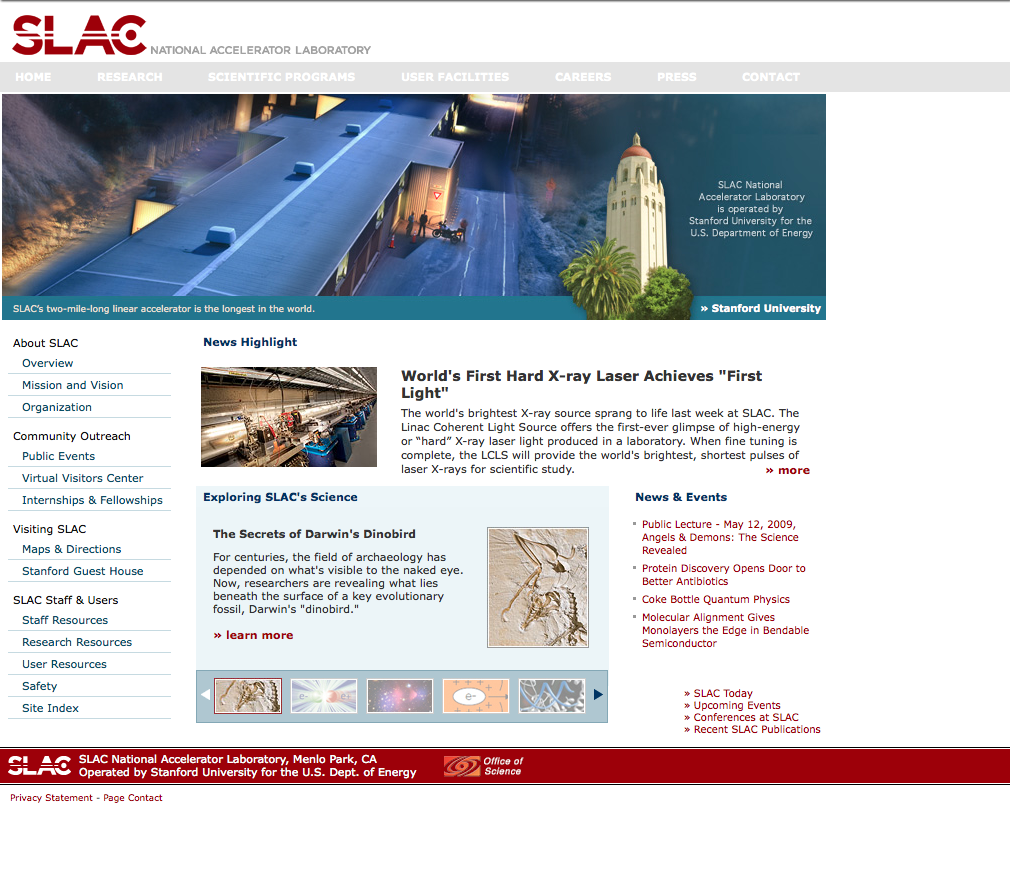 SLAC NATIONAL ACCELERATOR LABORATORY
HOME RESEARCH SCIENTIFIC PROGRAMS USER FACILITIES CAREERS PRESS CONTACT
SLAC National
Accelerator Laboratory
is operated by
Stanford University for the
U.S. Department of Energy
SLAC's two-mile-long linear accelerator is the longest in the world.
» Stanford University
About SLAC
Overview
Mission and Vision
Organization
Community Outreach
Public Events
Virtual Visitors Center
Internships & Fellowships
Visiting SLAC
Maps & Directions
Stanford Guest House
SLAC Staff & Users
Staff Resources
Research Resources
User Resources
Safety
Site Index
News Highlight
World's First Hard X-ray Laser Achieves "First
Light"
The world's brightest X-ray source sprang to life last week at SLAC. The
Linac Coherent Light Source offers the first-ever glimpse of high-energy
or “hard” X-ray laser light produced in a laboratory. When fine tuning is
complete, the LCLS will provide the world's brightest, shortest pulses of
laser X-rays for scientific study.
» more
Exploring SLAC's Science
The Secrets of Darwin's Dinobird
For centuries, the field of archaeology has
depended on what's visible to the naked eye.
Now, researchers are revealing what lies
beneath the surface of a key evolutionary
fossil, Darwin's "dinobird."
» learn more
e-
News & Events
Public Lecture - May 12, 2009,
Angels & Demons: The Science
Revealed
Protein Discovery Opens Door to
Better Antibiotics
Coke Bottle Quantum Physics
Molecular Alignment Gives
Monolayers the Edge in Bendable
Semiconductor
» SLAC Today
» Upcoming Events
» Conferences at SLAC
» Recent SLAC Publications
SLAC
SLAC National Accelerator Laboratory, Menlo Park, CA
Operated by Stanford University for the U.S. Dept. of Energy
Office of
Science
Privacy Statement - Page Contact